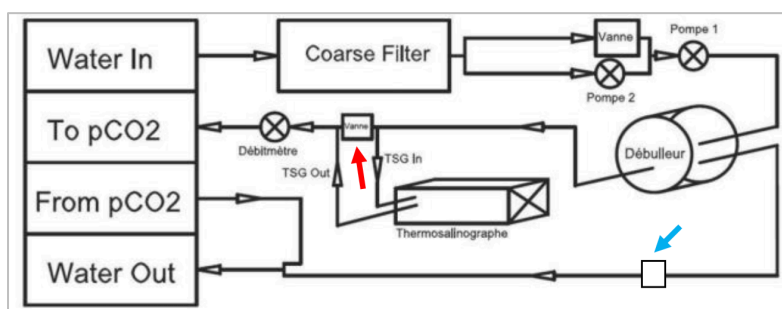 Water In
Coarse Filter
Vanne
Pompe 1
Pompe 2
To pCO2
Débitmètre
Vanne
TSG In
TSG Out
Débulleur
From pCO2
Thermosalinographe
Water Out